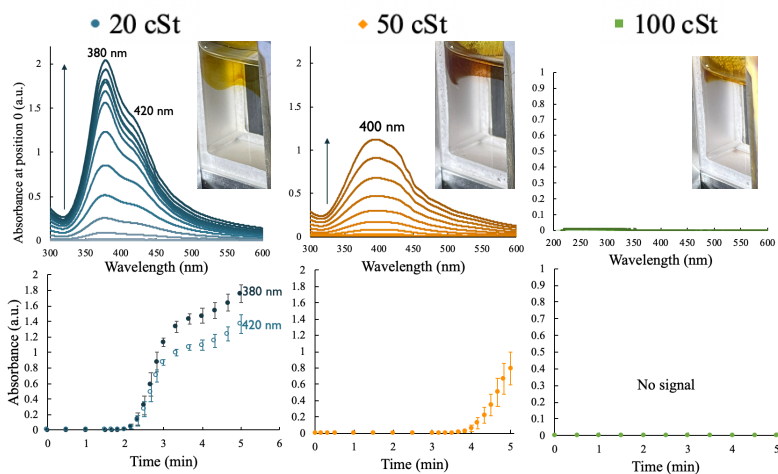 20 cSt
50 cSt
100 cSt
Absorbance at position 0 (a.u.)
2
1.5
1
0.5
0
380 nm
420 nm
300 350 400 450 500 550 600
Wavelength (nm)
2
1.5
1
0.5
0
400 nm
300 350 400 450 500 550 600
Wavelength (nm)
1
0.9
0.8
0.7
0.6
0.5
0.4
0.3
0.2
0.1
0
200 250 300 350 400 450 500 550 600
Wavelength (nm)
Absorbance (a.u.)
2
1.8
1.6
1.4
1.2
1
0.8
0.6
0.4
0.2
0
380 nm
420 nm
0 1 2 3 4 5 6
Time (min)
2
1.8
1.6
1.4
1.2
1
0.8
0.6
0.4
0.2
0
0 1 2 3 4 5
Time (min)
1
0.9
0.8
0.7
0.6
0.5
0.4
0.3
0.2
0.1
0
No signal
0 1 2 3 4 5
Time (min)